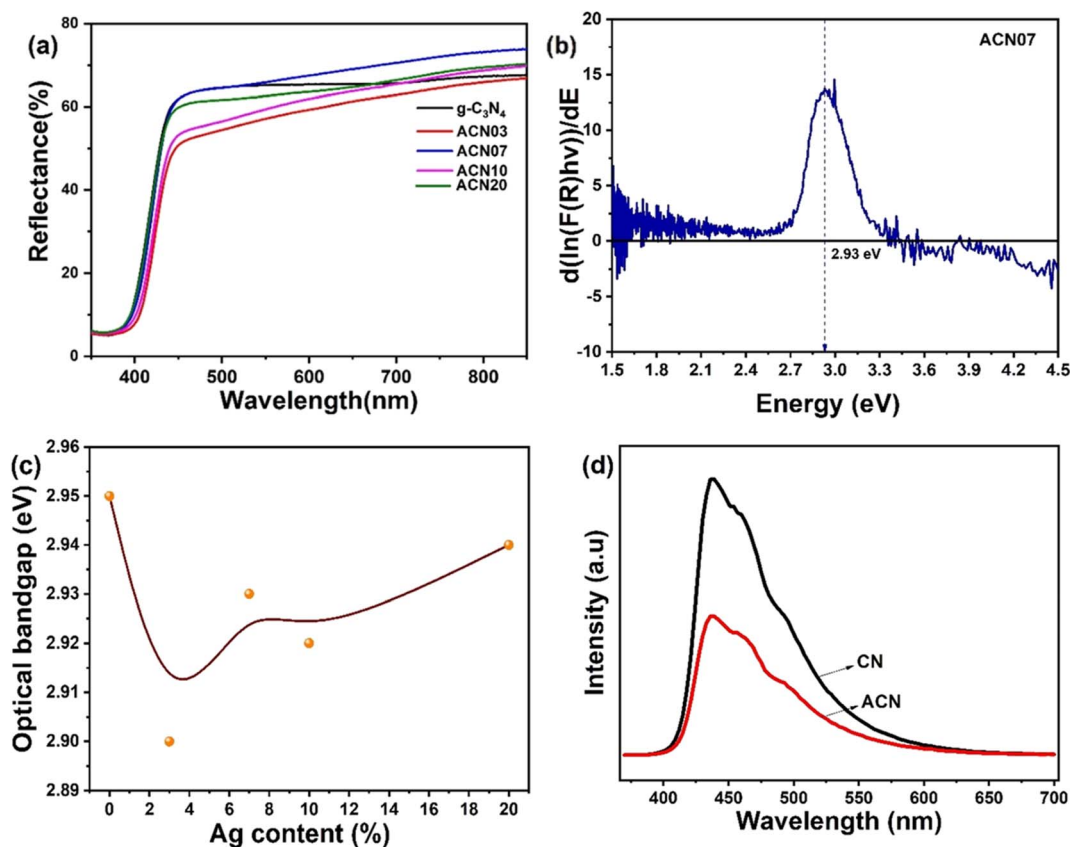 (a)
80
60
40
20
0
Reflectance(%)
g-C₃N₄
ACN03
ACN07
ACN10
ACN20
400 500 600 700 800
Wavelength(nm)
(b)
ACN07
20
15
10
5
0
-5
-10
d(ln(F(R)hv))/dE
2.93 eV
1.5 1.8 2.1 2.4 2.7 3.0 3.3 3.6 3.9 4.2 4.5
Energy (eV)
(c)
2.96
2.95
2.94
2.93
2.92
2.91
2.90
2.89
Optical bandgap (eV)
0 2 4 6 8 10 12 14 16 18 20
Ag content (%)
(d)
Intensity (a.u)
CN
ACN
400 450 500 550 600 650 700
Wavelength (nm)